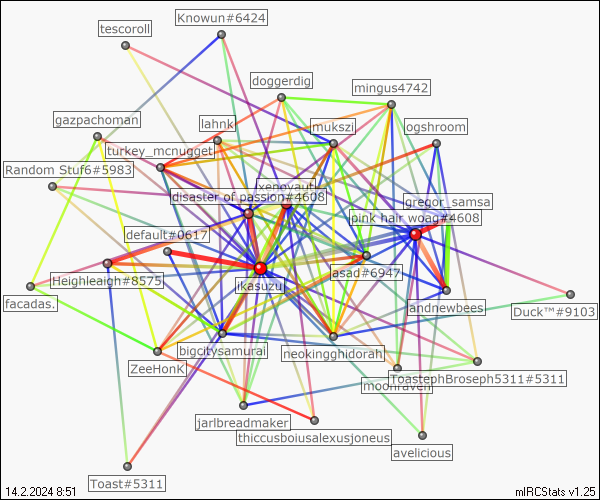 Knowun#6424
tescoroll
doggerdig
mingus4742
gazpachoman
lahnk
mukszi
ogshroom
turkey_mcnugget
Random Stuf6#5983
disaster of passion#4608
gregor_samsa
pink hair woag#4608
default#0617
asad#6947
Heighleaigh#8575
ikasuzu
facadas.
landnewbees
Duck™#9103
bigcitysamurai
neokingghidorah
ZeeHonK
ToastephBroseph5311#5311
moonraven
jarlbreadmaker
thiccusboiusalexusjoneus
avelicious
Toast#5311
14.2.2024 8:51
mIRCStats v1.25